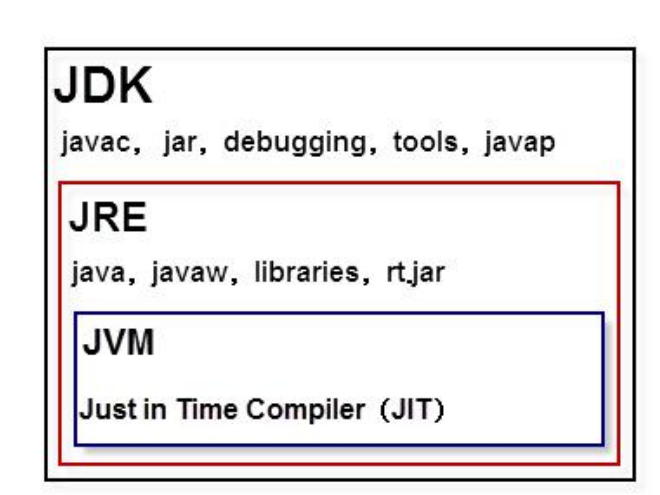 JDK
javac, jar, debugging, tools, javap
JRE
java, javaw, libraries, rt.jar
JVM
Just in Time Compiler（JIT）